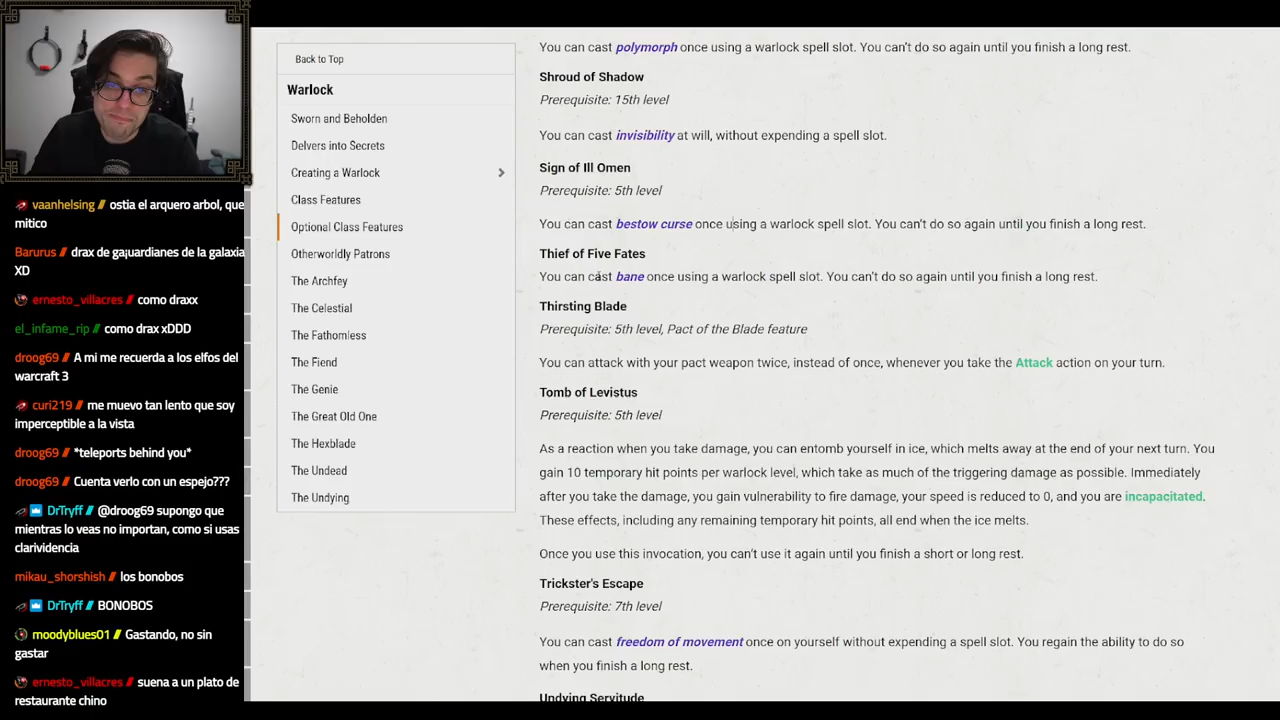 vaanhelsing // ostia el arquero arbol, que
mitico
Barurus // drax de ga¡uardianes de la galaxia
XD
ernesto_villacres // como draxx
el_infame_rip // como drax xDDD
droog69 // A mi me recuerda a los elfos del
warcraft 3
curi219 // me muevo tan lento que soy
imperceptible a la vista
droog69 // *teleports behind you*
droog69 // Cuenta verlo con un espejo???
DrTryff // @droog69 supongo que
mientras lo veas no importan, como si usas
clarividencia
mikau_shorshish // los bonobos
DrTryff // BONOBOS
moodyblues01 // Gastando, no sin
gastar
ernesto_villacres // suena a un plato de
restaurante chino
Back to Top
Warlock
Sworn and Beholden
Delvers into Secrets
Creating a Warlock
Class Features
Optional Class Features
Otherworldly Patrons
The Archfey
The Celestial
The Fathomless
The Fiend
The Genie
The Great Old One
The Hexblade
The Undead
The Undying
You can cast polymorph once using a warlock spell slot. You can't do so again until you finish a long rest.
Shroud of Shadow
Prerequisite: 15th level
You can cast invisibility at will, without expending a spell slot.
Sign of Ill Omen
Prerequisite: 5th level
You can cast bestow curse once using a warlock spell slot. You can't do so again until you finish a long rest.
Thief of Five Fates
You can cast bane once using a warlock spell slot. You can't do so again until you finish a long rest.
Thirsting Blade
Prerequisite: 5th level, Pact of the Blade feature
You can attack with your pact weapon twice, instead of once, whenever you take the Attack action on your turn.
Tomb of Levistus
Prerequisite: 5th level
As a reaction when you take damage, you can entomb yourself in ice, which melts away at the end of your next turn. You
gain 10 temporary hit points per warlock level, which take as much of the triggering damage as possible. Immediately
after you take the damage, you gain vulnerability to fire damage, your speed is reduced to 0, and you are incapacitated.
These effects, including any remaining temporary hit points, all end when the ice melts.
Once you use this invocation, you can't use it again until you finish a short or long rest.
Trickster's Escape
Prerequisite: 7th level
You can cast freedom of movement once on yourself without expending a spell slot. You regain the ability to do so
when you finish a long rest.
Undying Servitude